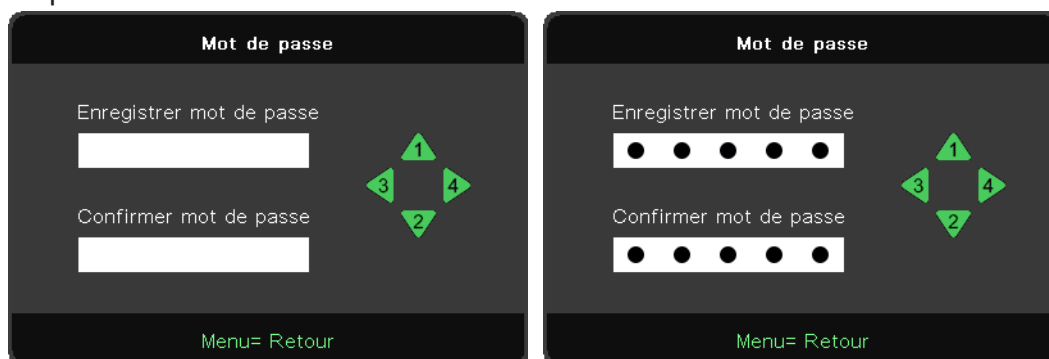 Mot de passe
Enregistrer mot de passe
1
3 4
Confirmer mot de passe
2
Menu= Retour
Mot de passe
Enregistrer mot de passe
1
3 4
Confirmer mot de passe
2
Menu= Retour